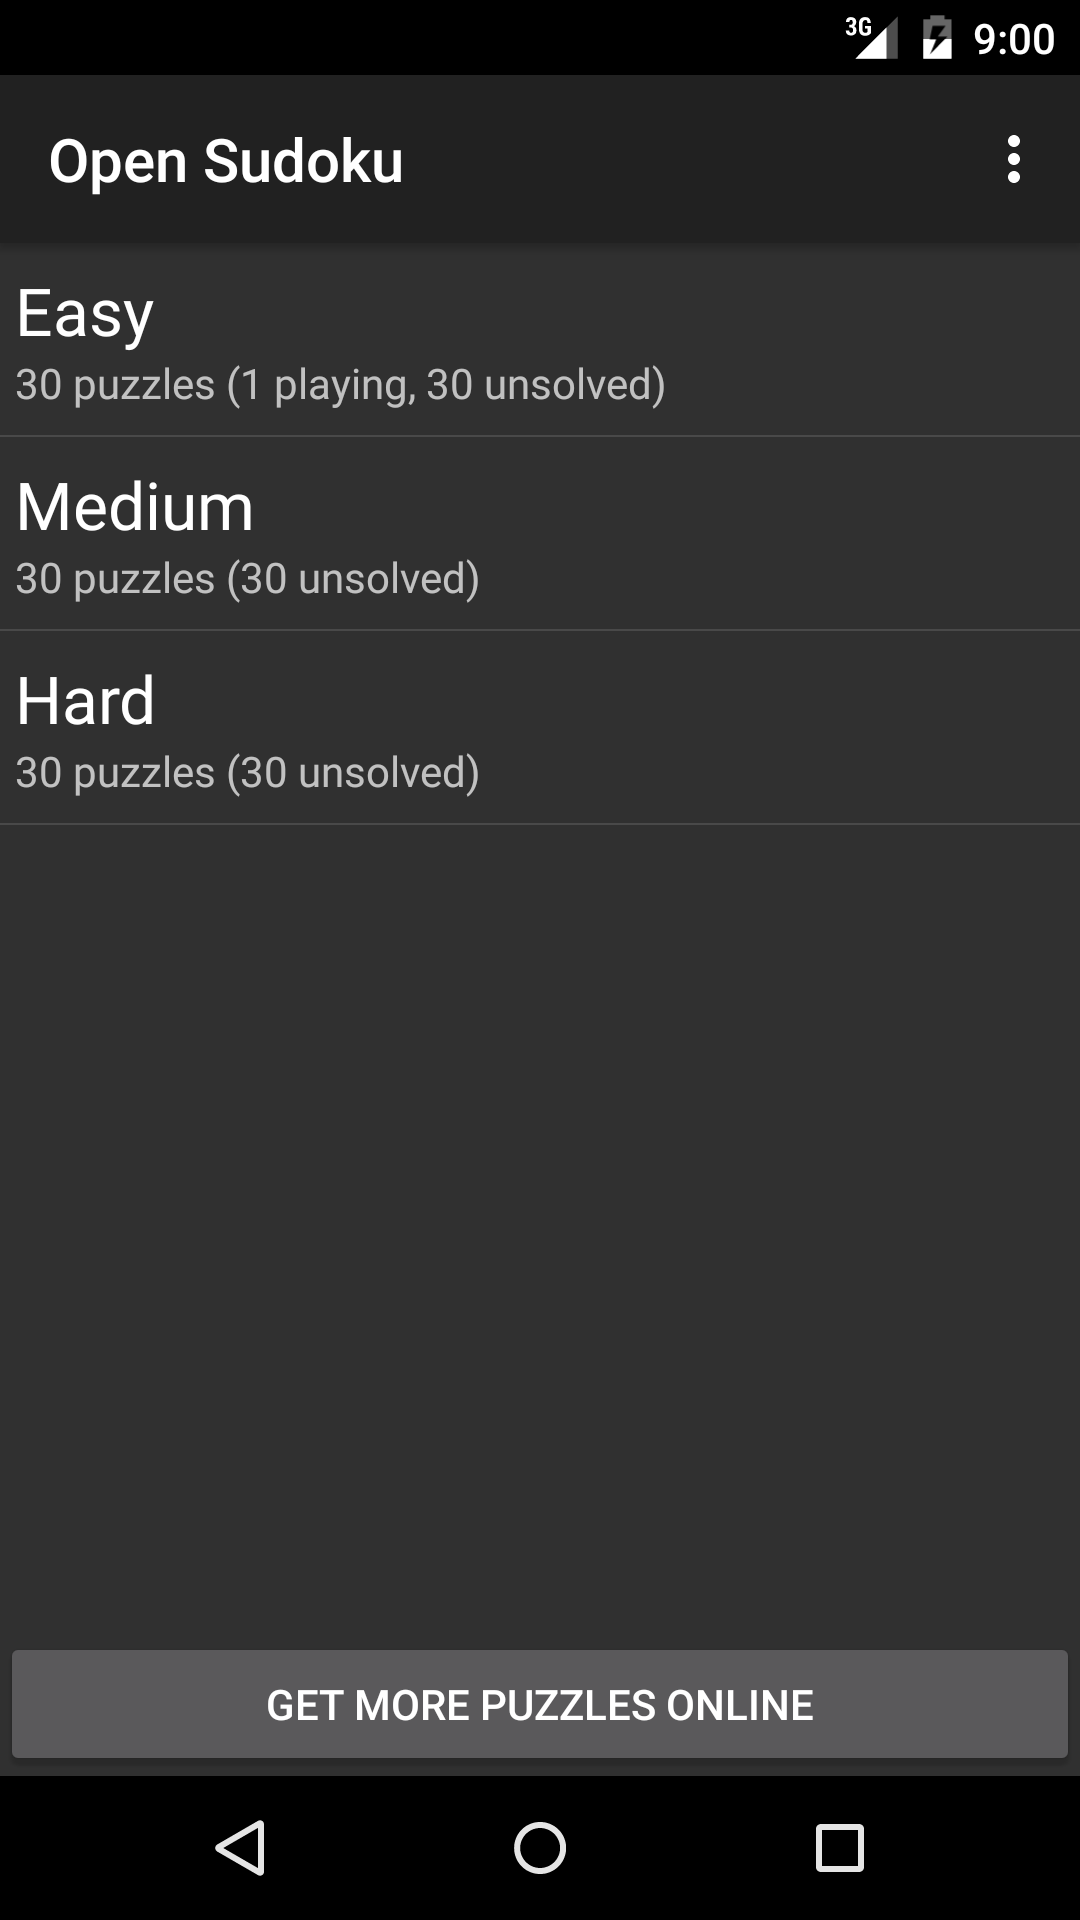 3G 9:00
Open Sudoku
Easy
30 puzzles (1 playing, 30 unsolved)
Medium
30 puzzles (30 unsolved)
Hard
30 puzzles (30 unsolved)
GET MORE PUZZLES ONLINE